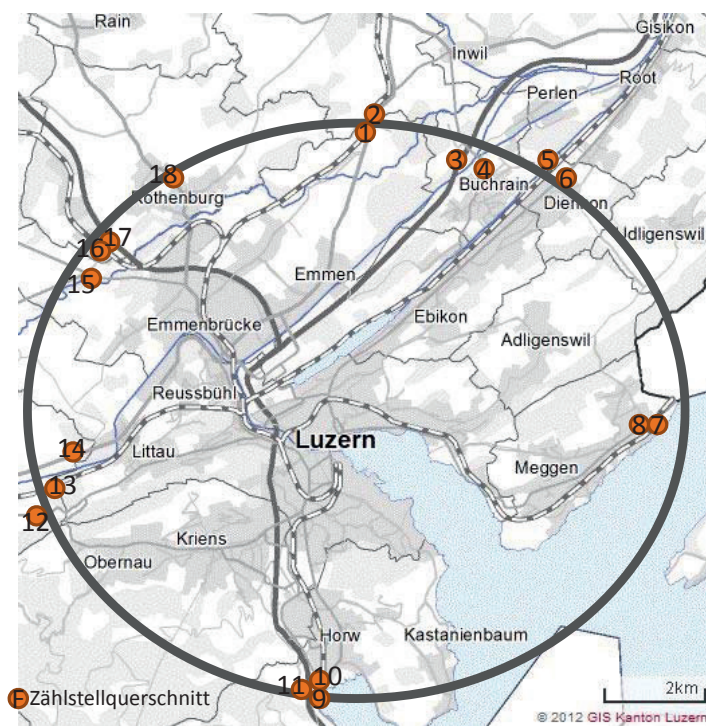 Rain
Gisikon
Inwil
Root
Perlen
2
1
3
4
5
6
Buchrain
Dierikon
18
Rothenburg
Udligenswil
17
16
15
Emmen
Emmenbrücke
Ebikon
Adligenswil
Reussbühl
Luzern
8
7
14
Littau
Meggen
13
12
Kriens
Obernau
Horw
Kastanienbaum
10
11
9
F Zählstellquerschnitt
2km
© 2012 GIS Kanton Luzern